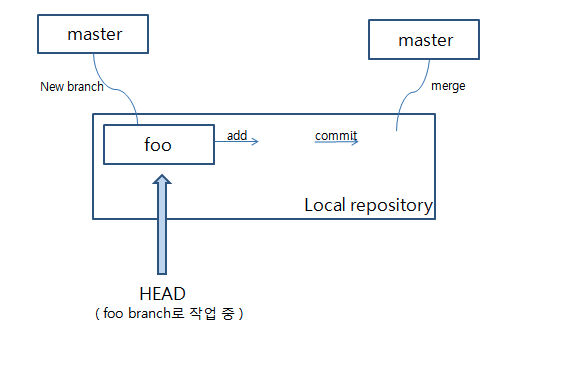 master
master
New branch
merge
foo
add
commit
Local repository
HEAD
( foo branch로 작업 중 )